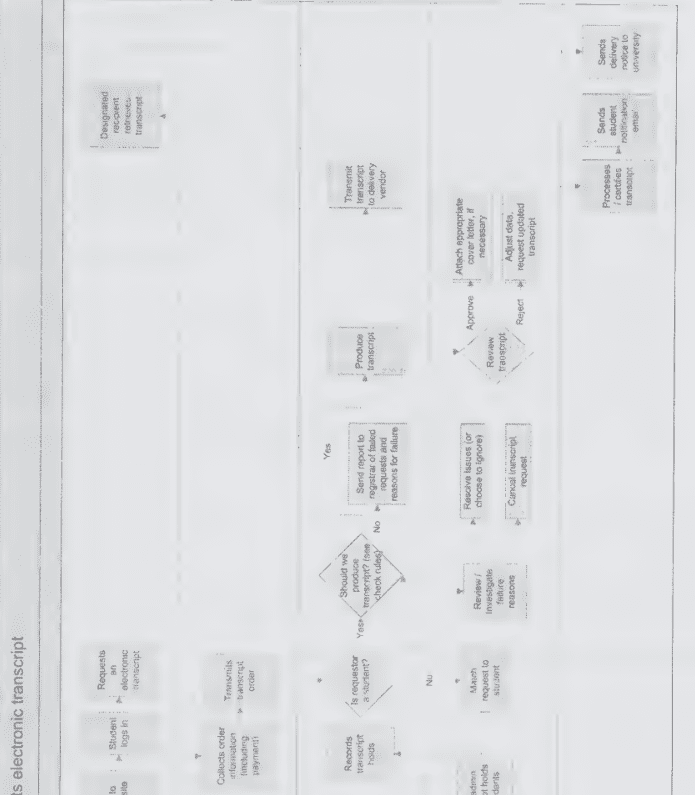 ts electronic transcript
to
site
Student
logs in
Requests
an
electronic
transcript
Designated
recipient
retrieves
transcript
Collects order
information
(including
payment)
Transmits
transcript
order
Records
transcript
holds
Is requestor
a student?
Yes
No
Should we
produce
transcript? (see
check rules)
No
Yes
Send report to
registrar of failed
requests and
reasons for failure
Produce
transcript
Transmit
transcript
to delivery
vendor
admin
holds
Match
request to
student
Review /
Investigate
failure
reasons
Resolve issues (or
choose to ignore)
Cancel transcript
request
Review
transcript
Approve
Reject
Attach appropriate
cover letter, if
necessary
Adjust data,
request updated
transcript
Processes
/ certifies
transcript
Sends
student
notification
email
Sends
delivery
notice to
university